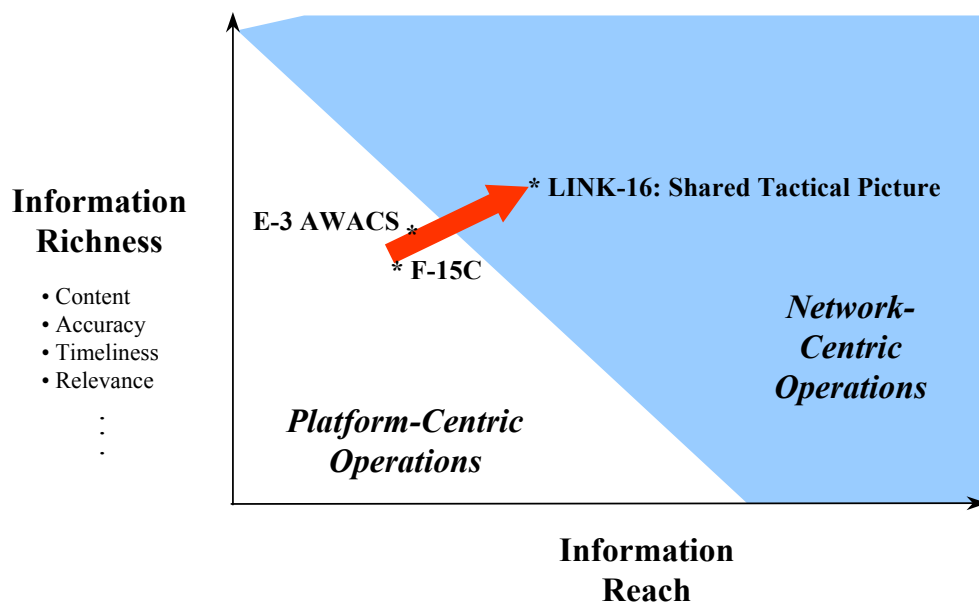 Information
Richness
• Content
• Accuracy
• Timeliness
• Relevance
.
.
.
E-3 AWACS *
* F-15C
* LINK-16: Shared Tactical Picture
Network-
Centric
Operations
Platform-Centric
Operations
Information
Reach